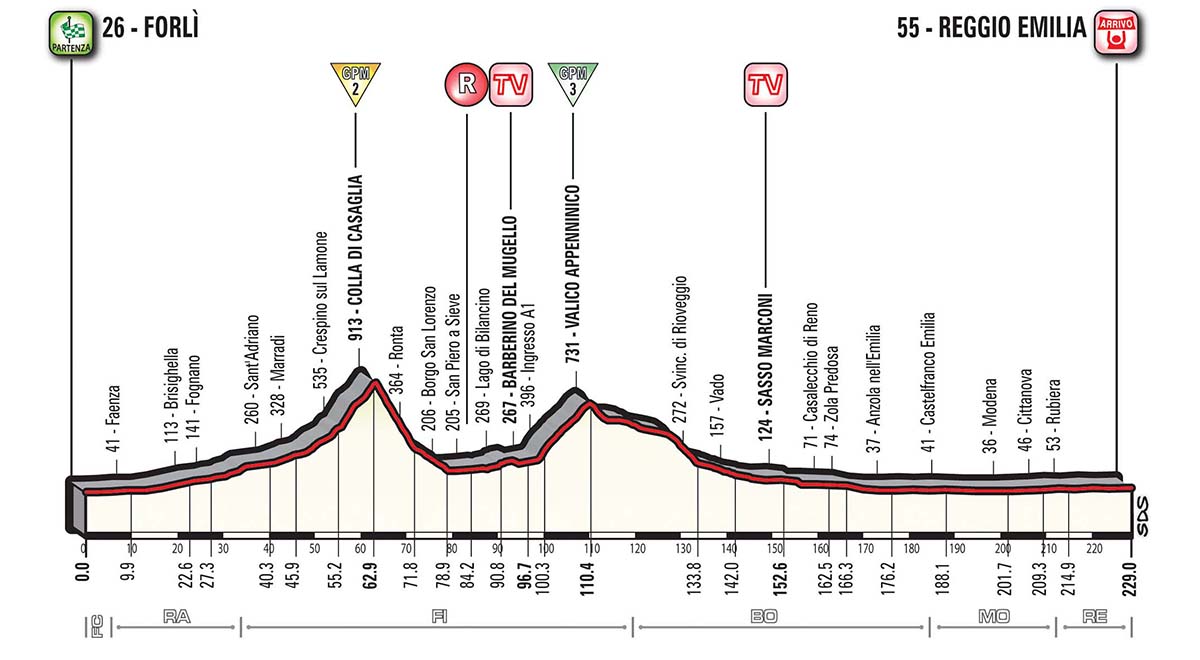 PARTENZA
26 - FORLÌ
55 - REGGIO EMILIA
ARRIVO
GPM
2
R
TV
GPM
3
TV
41 - Faenza
113 - Brisighella
141 - Fognano
260 - Sant'Adriano
328 - Marradi
535 - Crespino sul Lamone
913 - COLLA DI CASAGLIA
364 - Ronta
206 - Borgo San Lorenzo
205 - San Piero a Sieve
269 - Lago di Bilancino
267 - BARBERINO DEL MUGELLO
396 - Ingresso A1
731 - VALICO APPENNINICO
272 - Svinc. di Rioveggio
157 - Vado
124 - SASSO MARCONI
71 - Casalecchio di Reno
74 - Zola Predosa
37 - Anzola nell'Emilia
41 - Castelfranco Emilia
36 - Modena
46 - Cittanova
53 - Rubiera
SDS
0 10 20 30 40 50 60 70 80 90 100 110 120 130 140 150 160 170 180 190 200 210 220
0.0 9.9 22.6 27.3 40.3 45.9 55.2 62.9 71.8 78.9 84.2 90.8 96.7 100.3 110.4 133.8 142.0 152.6 162.5 166.3 176.2 188.1 201.7 209.3 214.9 229.0
FC RA FI BO MO RE